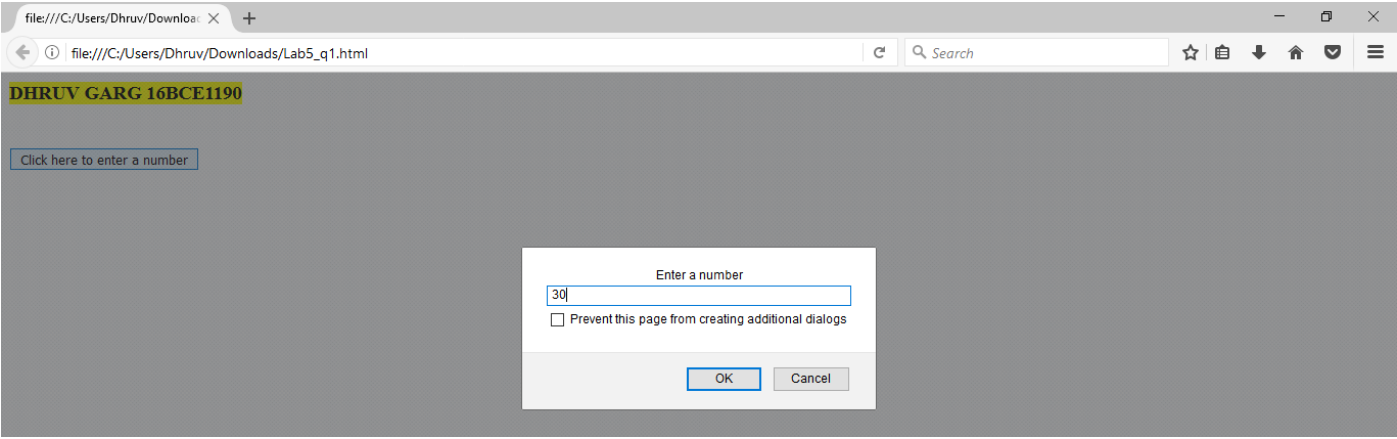 file:///C:/Users/Dhruv/Downloac
file:///C:/Users/Dhruv/Downloads/Lab5_q1.html
Search
DHRUV GARG 16BCE1190
Click here to enter a number
Enter a number
30
Prevent this page from creating additional dialogs
OK Cancel